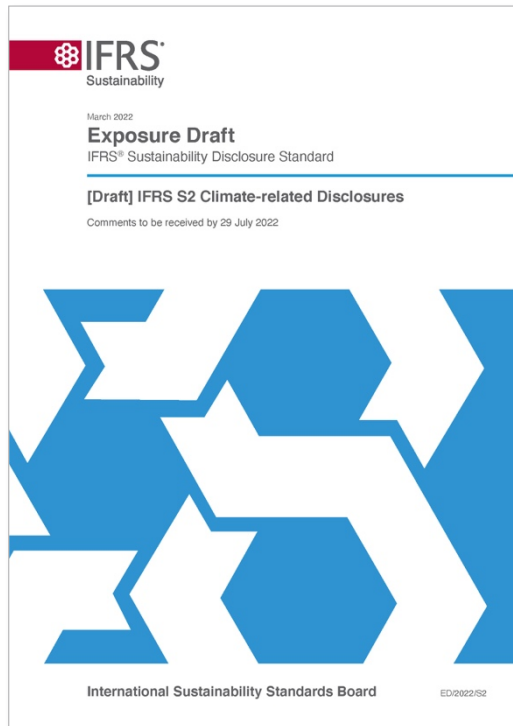 IFRS®
Sustainability
March 2022
Exposure Draft
IFRS® Sustainability Disclosure Standard
[Draft] IFRS S2 Climate-related Disclosures
Comments to be received by 29 July 2022
International Sustainability Standards Board
ED/2022/S2